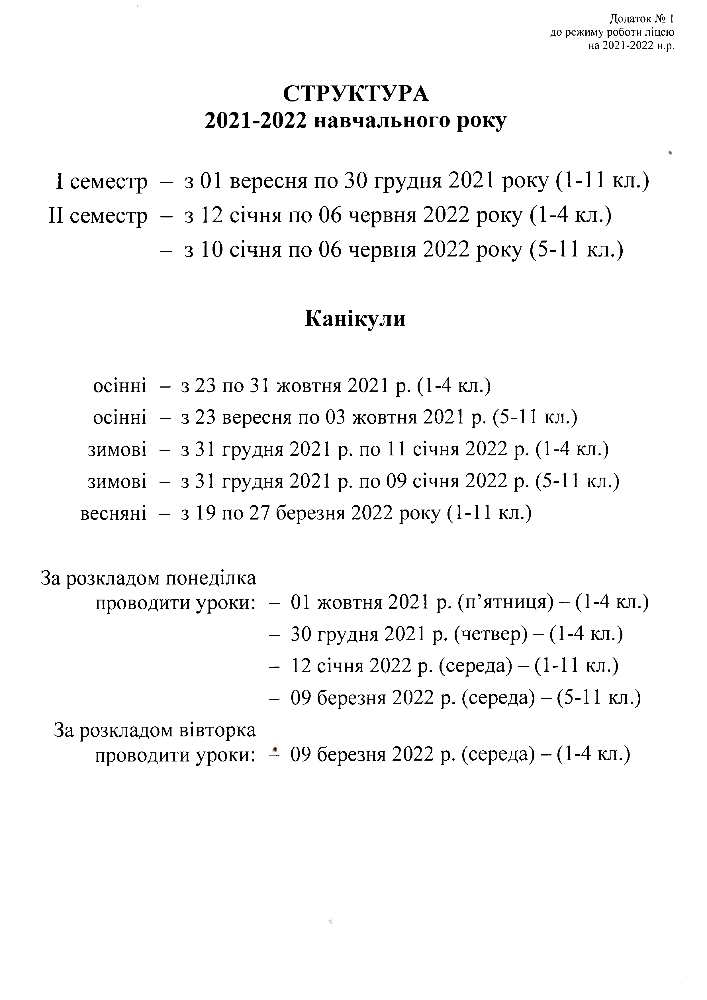 Додаток № 1
до режиму роботи ліцею
на 2021-2022 н.р.
СТРУКТУРА
2021-2022 навчального року
І семестр – з 01 вересня по 30 грудня 2021 року (1-11 кл.)
ІІ семестр – з 12 січня по 06 червня 2022 року (1-4 кл.)
– з 10 січня по 06 червня 2022 року (5-11 кл.)
Канікули
осінні – з 23 по 31 жовтня 2021 р. (1-4 кл.)
осінні – з 23 вересня по 03 жовтня 2021 р. (5-11 кл.)
зимові – з 31 грудня 2021 р. по 11 січня 2022 р. (1-4 кл.)
зимові – з 31 грудня 2021 р. по 09 січня 2022 р. (5-11 кл.)
весняні – з 19 по 27 березня 2022 року (1-11 кл.)
За розкладом понеділка
проводити уроки: – 01 жовтня 2021 р. (п’ятниця) – (1-4 кл.)
– 30 грудня 2021 р. (четвер) – (1-4 кл.)
– 12 січня 2022 р. (середа) – (1-11 кл.)
– 09 березня 2022 р. (середа) – (5-11 кл.)
За розкладом вівторка
проводити уроки: – 09 березня 2022 р. (середа) – (1-4 кл.)